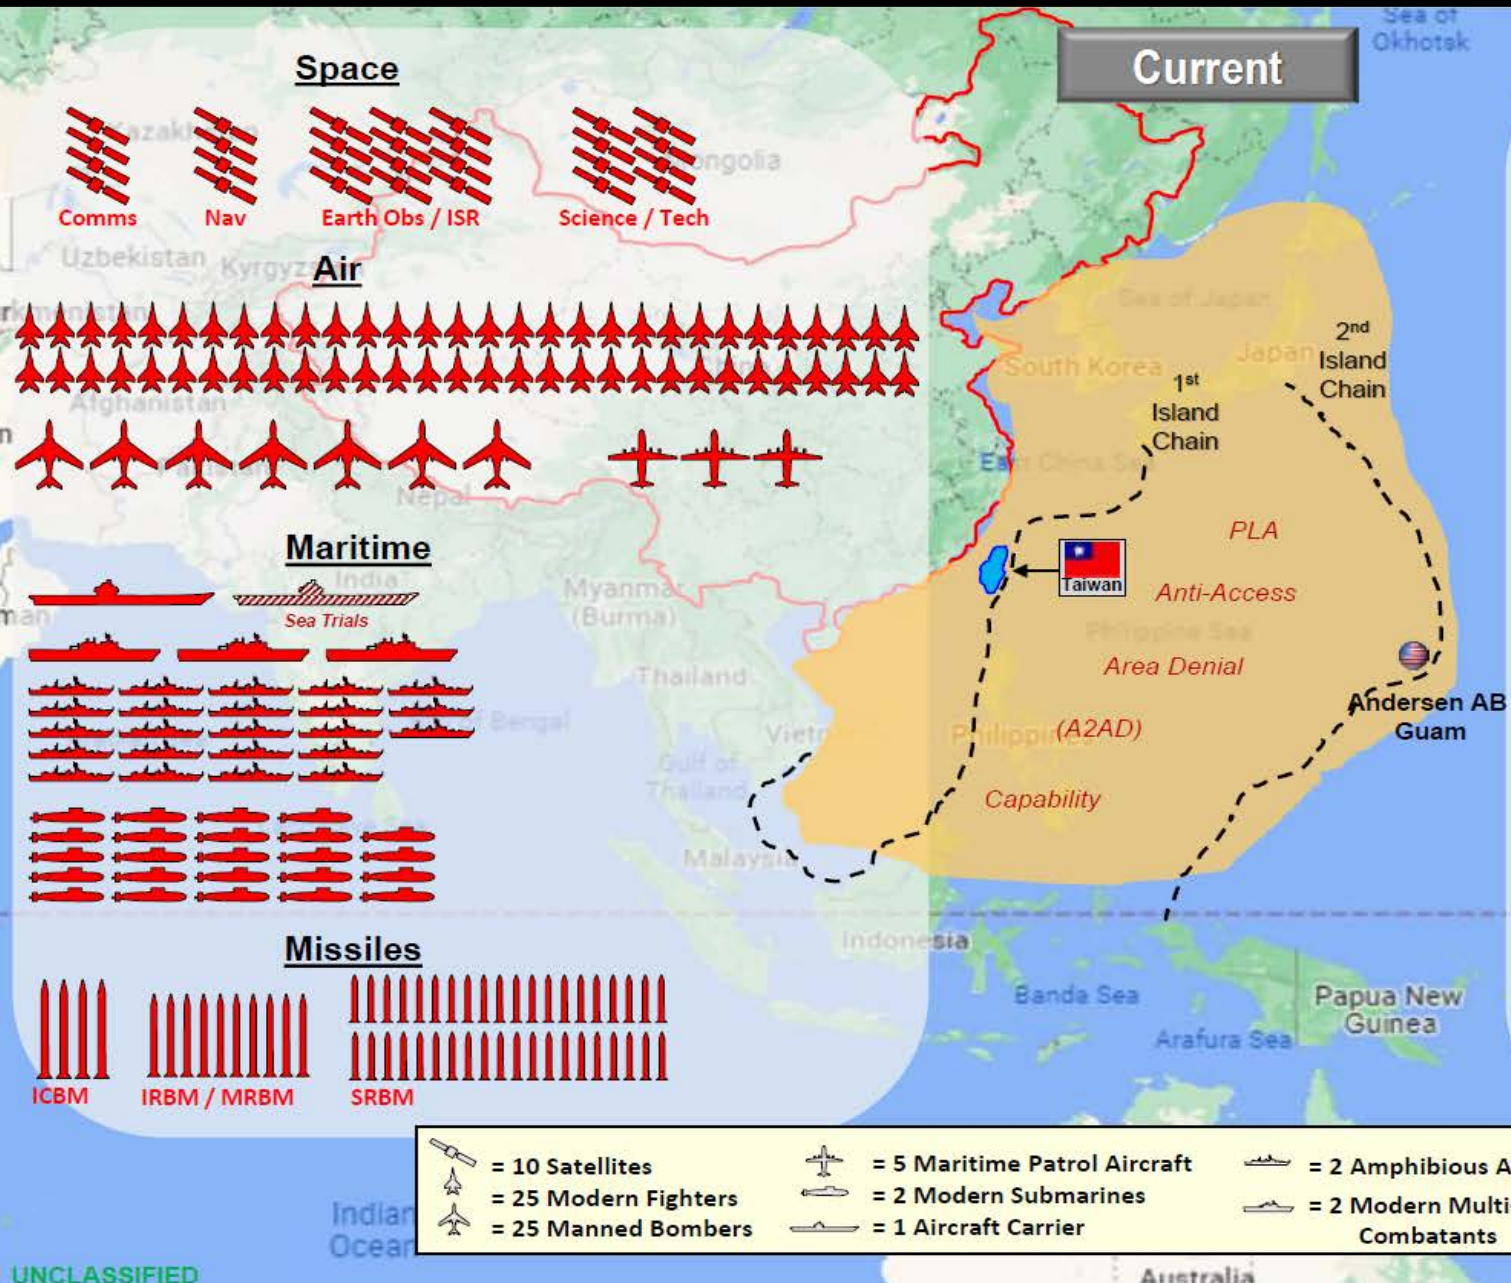 Current
Sea of
Okhotsk
Space
Kazakhstan
Mongolia
Comms
Nav
Earth Obs / ISR
Science / Tech
Uzbekistan
Air
Sea of Japan
2nd
Island
Chain
South Korea
Japan
1st
Island
Chain
China
Afghanistan
East China Sea
Pakistan
Nepal
PLA
Maritime
India
Myanmar
(Burma)
Taiwan
Anti-Access
Sea Trials
Philippine Sea
Area Denial
Thailand
Andersen AB
Guam
of Bengal
Philippines
(A2AD)
Gulf of
Thailand
Capability
Malaysia
Missiles
Indonesia
Banda Sea
Papua New
Guinea
Arafura Sea
ICBM
IRBM / MRBM
SRBM
= 10 Satellites
= 25 Modern Fighters
= 25 Manned Bombers
= 5 Maritime Patrol Aircraft
= 2 Modern Submarines
= 1 Aircraft Carrier
= 2 Amphibious A
= 2 Modern Multi-
Combatants
Indian
Ocean
UNCLASSIFIED
Australia